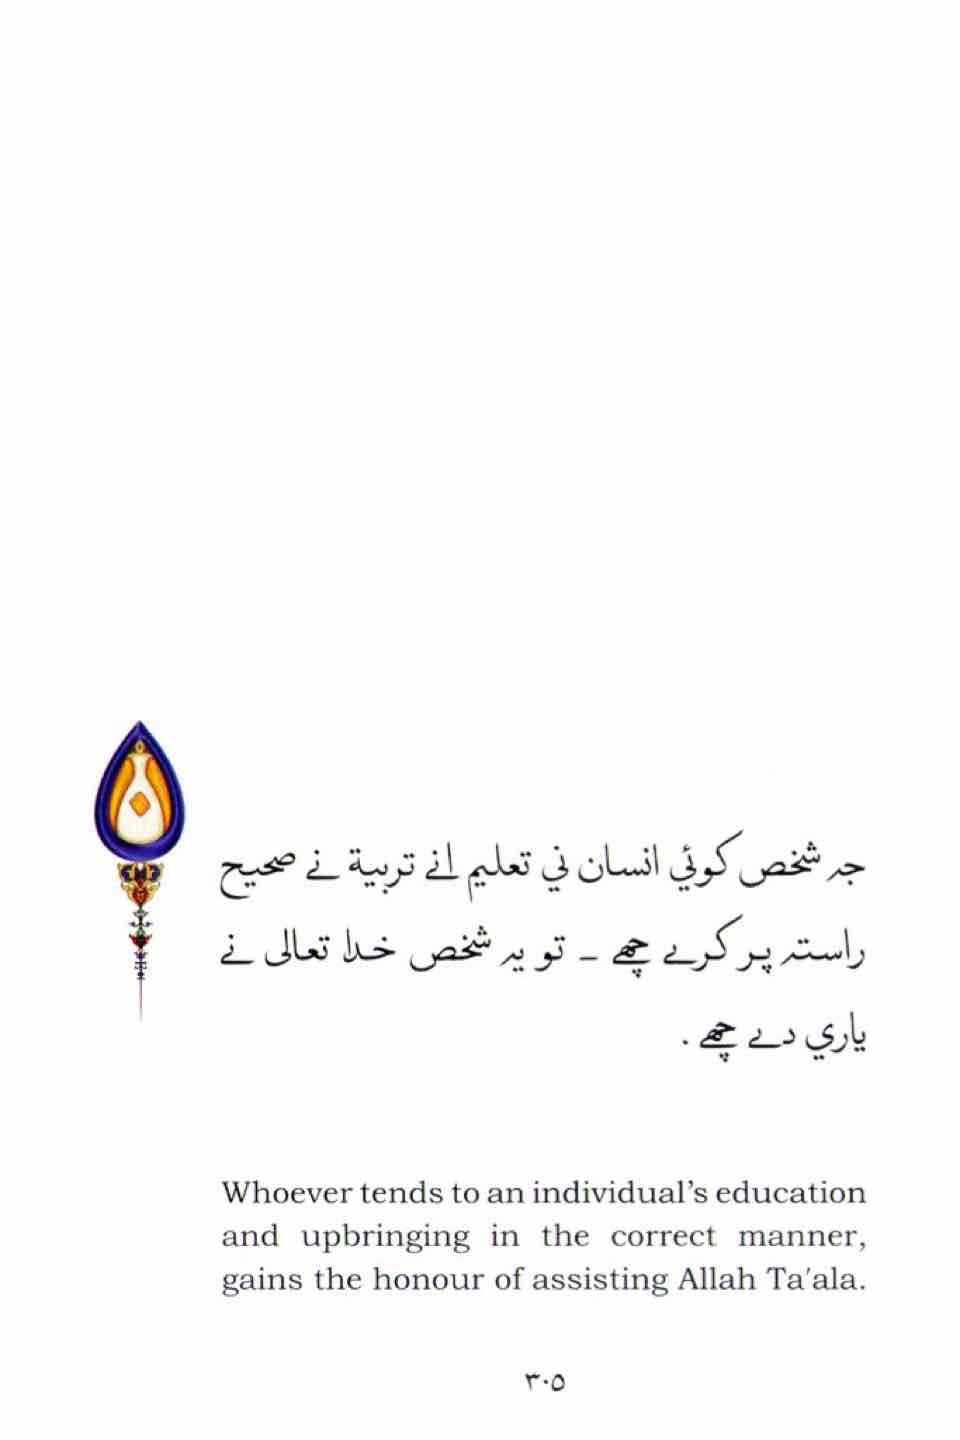 جہ شخص كوئي انسان ني تعليم انے تربية نے صحيح
راستہ پر كرے چھے ۔ تو یہ شخص خدا تعالى نے
ياري دے چھے .
Whoever tends to an individual’s education
and upbringing in the correct manner,
gains the honour of assisting Allah Ta'ala.
٣٠٥